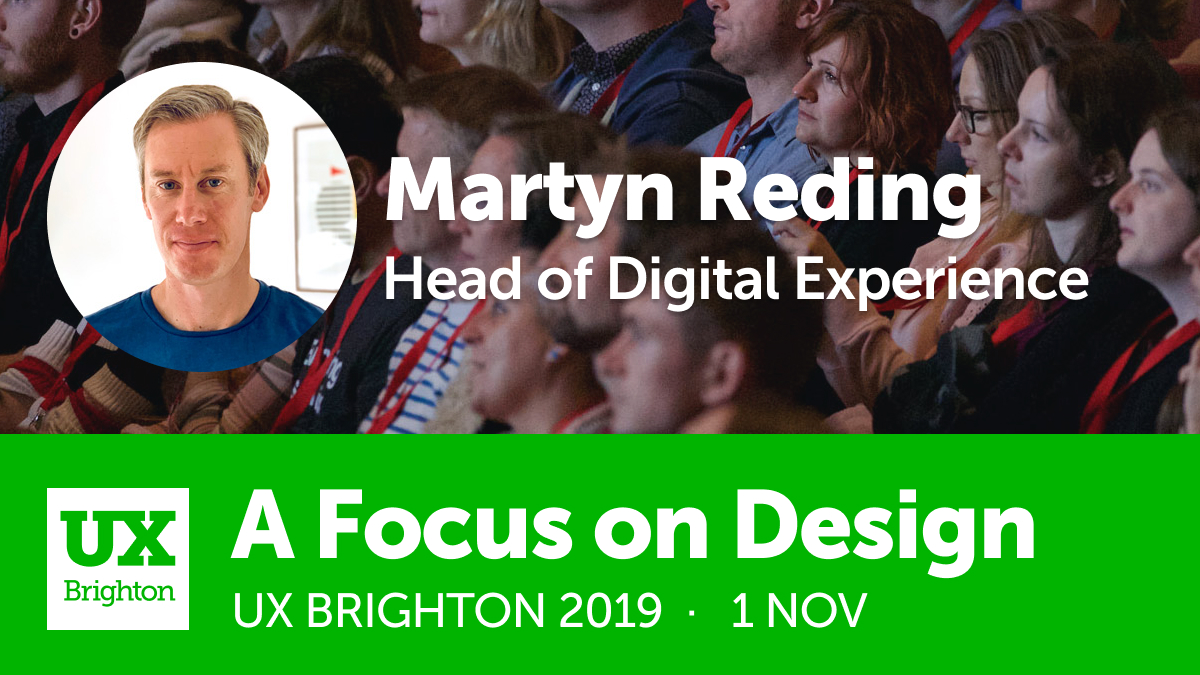 Martyn Reding
Head of Digital Experience
UX
Brighton
A Focus on Design
UX BRIGHTON 2019 · 1 NOV